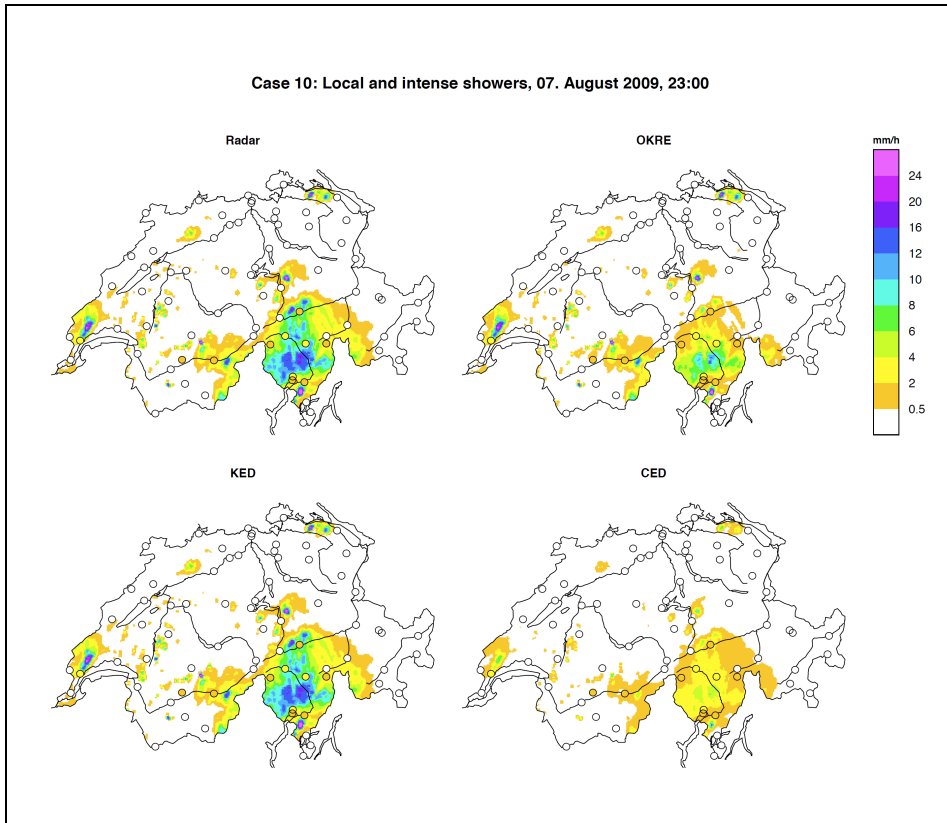 Case 10: Local and intense showers, 07. August 2009, 23:00
Radar
OKRE
mm/h
24
20
16
12
10
8
6
4
2
0.5
KED
CED